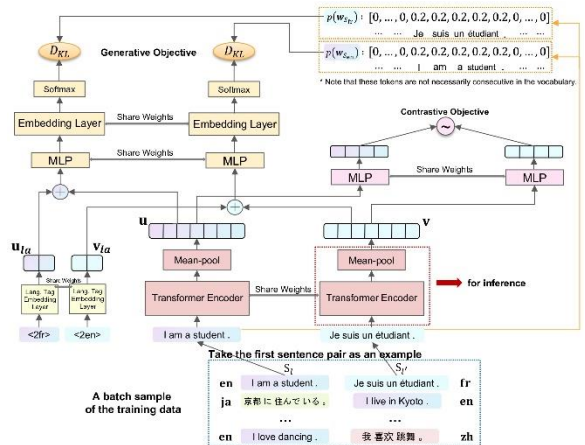 D_KL
Generative Objective
D_KL
p(w_{S_l'}) : [0, ..., 0, 0.2, 0.2, 0.2, 0.2, 0.2, 0, ..., 0]
... ... Je suis un étudiant . ... ...
p(w_{S_l}) : [0, ..., 0, 0.2, 0.2, 0.2, 0.2, 0.2, 0, ..., 0]
... ... I am a student . ... ...
* Note that these tokens are not necessarily consecutive in the vocabulary.
Softmax
Softmax
Embedding Layer
Share Weights
Embedding Layer
MLP
Share Weights
MLP
Contrastive Objective
~
MLP
Share Weights
MLP
+
+
u
v
u_la
v_la
Mean-pool
Mean-pool
Lang. Tag
Embedding
Layer
Share Weights
Lang. Tag
Embedding
Layer
Transformer Encoder
Share Weights
Transformer Encoder
for inference
<2fr>
<2en>
I am a student .
Je suis un étudiant .
Take the first sentence pair as an example
S_l
S_l'
A batch sample
of the training data
en I am a student . Je suis un étudiant . fr
ja 京都 に 住んで いる 。 I live in Kyoto . en
... ...
en I love dancing . 我 喜欢 跳舞 。 zh